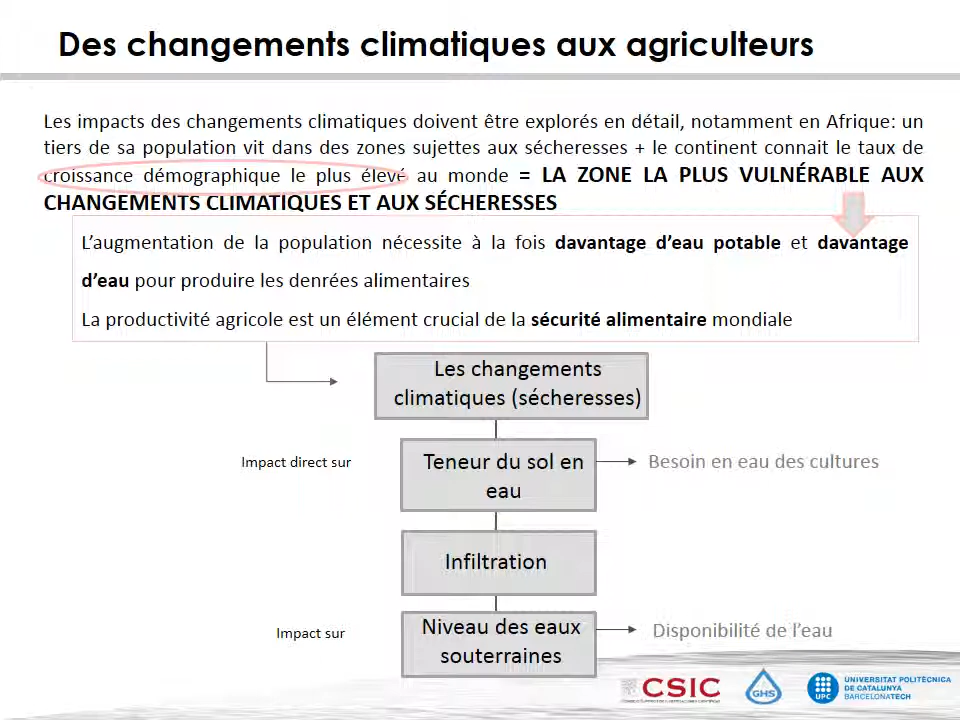 Des changements climatiques aux agriculteurs
Les impacts des changements climatiques doivent être explorés en détail, notamment en Afrique: un
tiers de sa population vit dans des zones sujettes aux sécheresses + le continent connait le taux de
croissance démographique le plus élevé au monde = LA ZONE LA PLUS VULNÉRABLE AUX
CHANGEMENTS CLIMATIQUES ET AUX SÉCHERESSES
L’augmentation de la population nécessite à la fois davantage d’eau potable et davantage
d’eau pour produire les denrées alimentaires
La productivité agricole est un élément crucial de la sécurité alimentaire mondiale
Les changements
climatiques (sécheresses)
Impact direct sur
Teneur du sol en
eau
Besoin en eau des cultures
Infiltration
Impact sur
Niveau des eaux
souterraines
Disponibilité de l’eau
CSIC
GHS
UPC
UNIVERSITAT POLITÈCNICA
DE CATALUNYA
BARCELONATECH